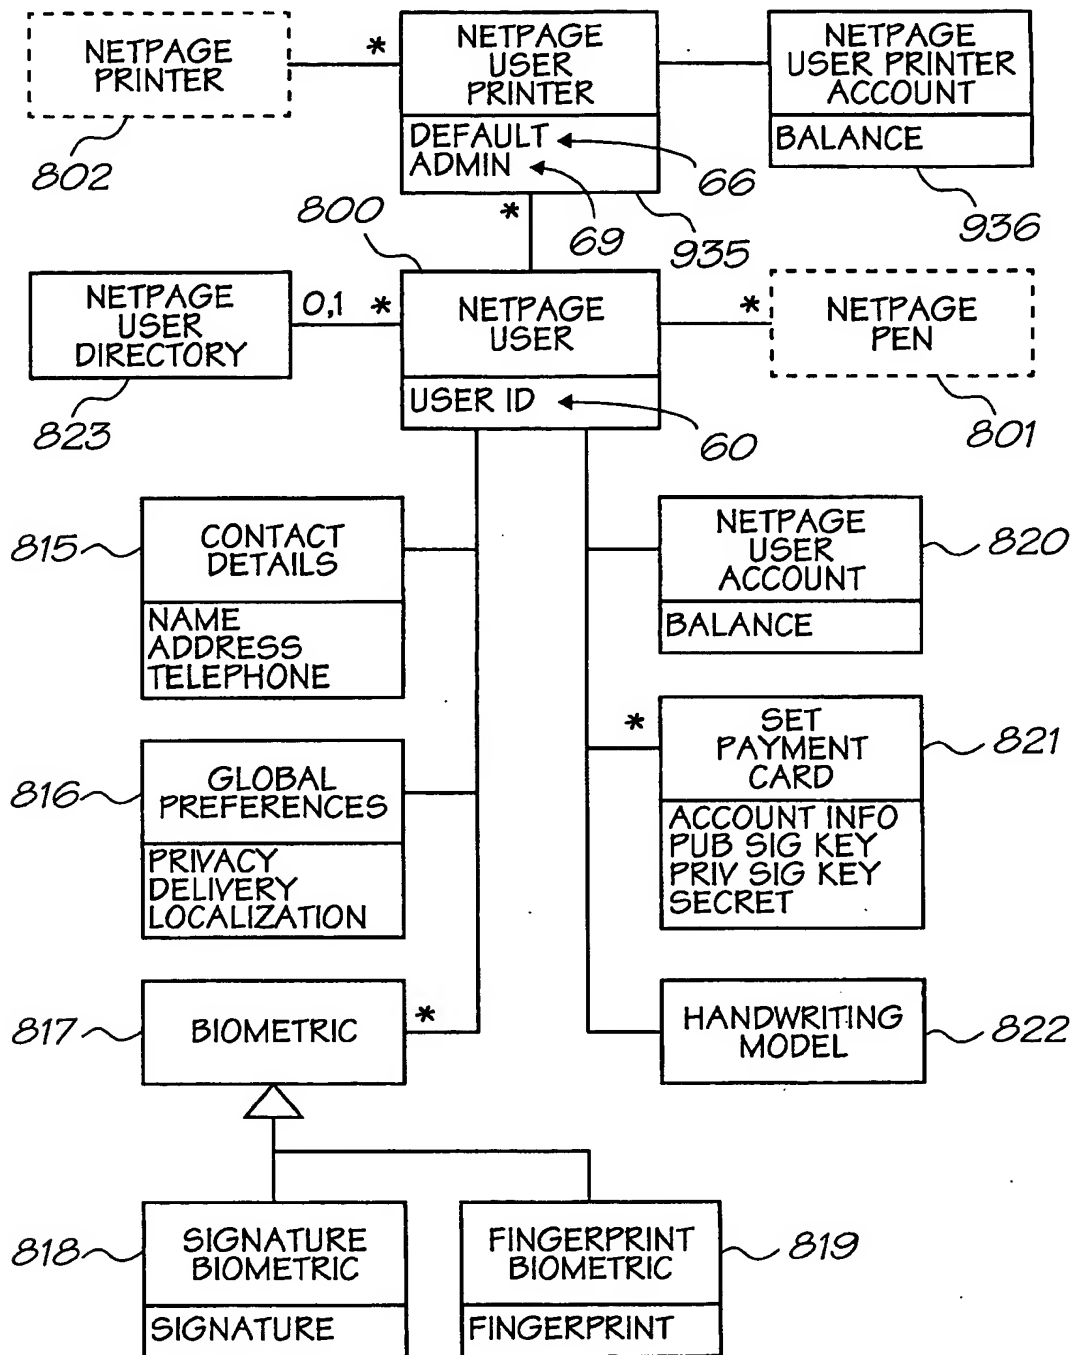 NETPAGE
PRINTER
802
*
NETPAGE
USER
PRINTER
DEFAULT
ADMIN
66
69
935
NETPAGE
USER PRINTER
ACCOUNT
BALANCE
936
*
800
NETPAGE
USER
DIRECTORY
823
0,1 *
NETPAGE
USER
USER ID
60
*
NETPAGE
PEN
801
815
CONTACT
DETAILS
NAME
ADDRESS
TELEPHONE
NETPAGE
USER
ACCOUNT
BALANCE
820
816
GLOBAL
PREFERENCES
PRIVACY
DELIVERY
LOCALIZATION
*
SET
PAYMENT
CARD
ACCOUNT INFO
PUB SIG KEY
PRIV SIG KEY
SECRET
821
817
BIOMETRIC
*
HANDWRITING
MODEL
822
818
SIGNATURE
BIOMETRIC
SIGNATURE
FINGERPRINT
BIOMETRIC
FINGERPRINT
819